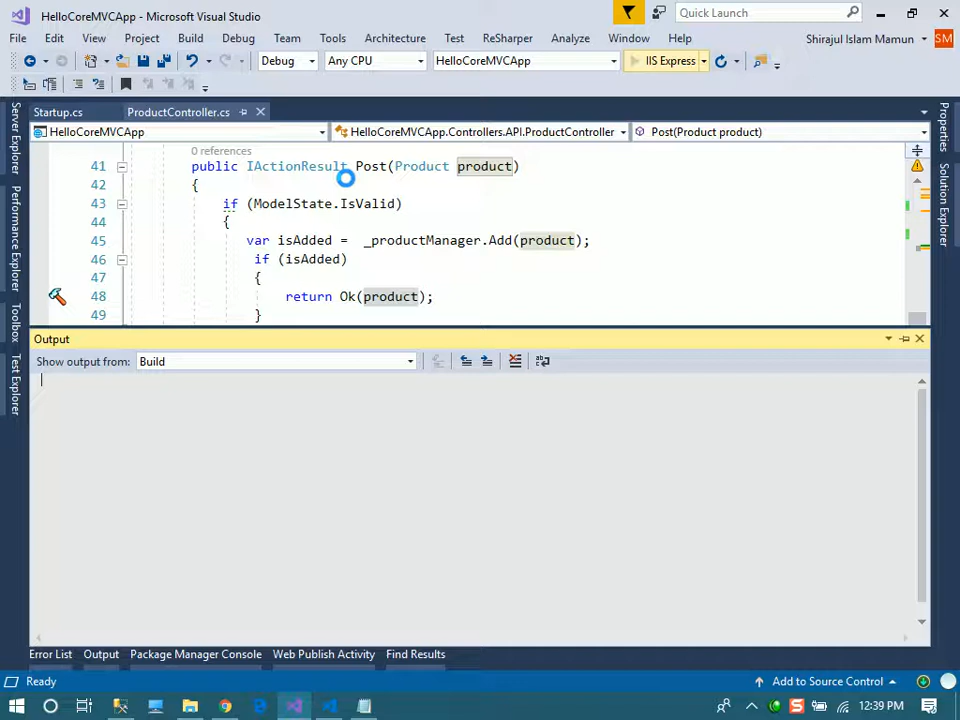 HelloCoreMVCApp - Microsoft Visual Studio
Quick Launch
File Edit View Project Build Debug Team Tools Architecture Test ReSharper Analyze Window Help
Shirajul Islam Mamun SM
Debug Any CPU HelloCoreMVCApp IIS Express
Startup.cs ProductController.cs
HelloCoreMVCApp HelloCoreMVCApp.Controllers.API.ProductController Post(Product product)
Server Explorer
Performance Explorer
Toolbox
Test Explorer
Properties
Solution Explorer
0 references
41 public IActionResult Post(Product product)
42 {
43 if (ModelState.IsValid)
44 {
45 var isAdded = _productManager.Add(product);
46 if (isAdded)
47 {
48 return Ok(product);
49 }
Output
Show output from: Build
Error List Output Package Manager Console Web Publish Activity Find Results
Ready Add to Source Control
12:39 PM